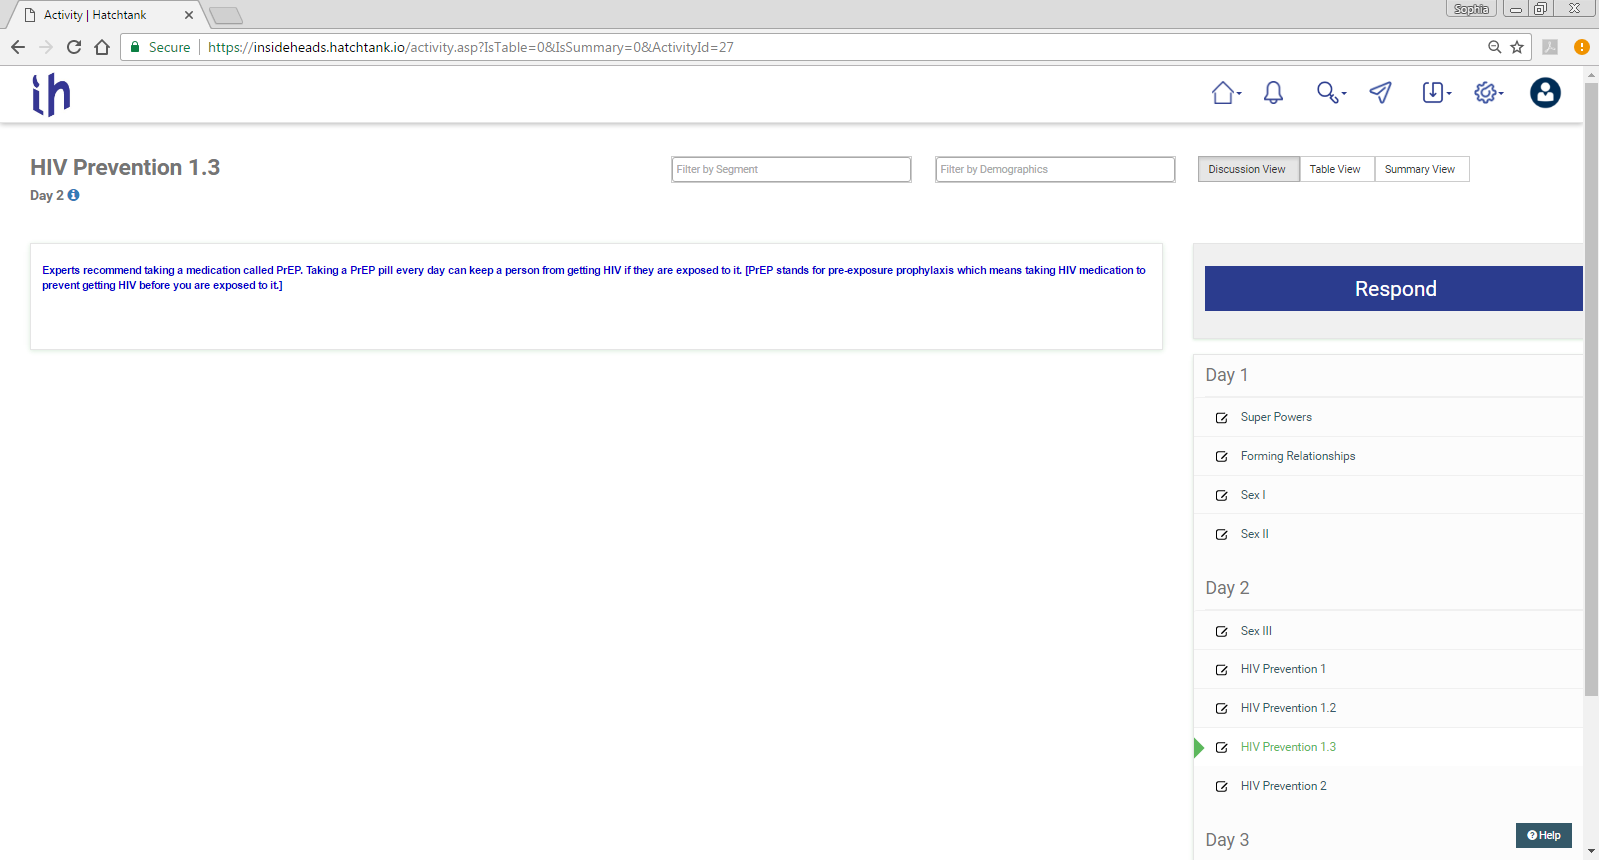 Activity | Hatchtank
Sophia
Secure
https://insideheads.hatchtank.io/activity.asp?IsTable=0&IsSummary=0&ActivityId=27
ih
HIV Prevention 1.3
Day 2
Filter by Segment
Filter by Demographics
Discussion View
Table View
Summary View
Experts recommend taking a medication called PrEP. Taking a PrEP pill every day can keep a person from getting HIV if they are exposed to it. [PrEP stands for pre-exposure prophylaxis which means taking HIV medication to
prevent getting HIV before you are exposed to it.]
Respond
Day 1
Super Powers
Forming Relationships
Sex I
Sex II
Day 2
Sex III
HIV Prevention 1
HIV Prevention 1.2
HIV Prevention 1.3
HIV Prevention 2
Day 3
Help